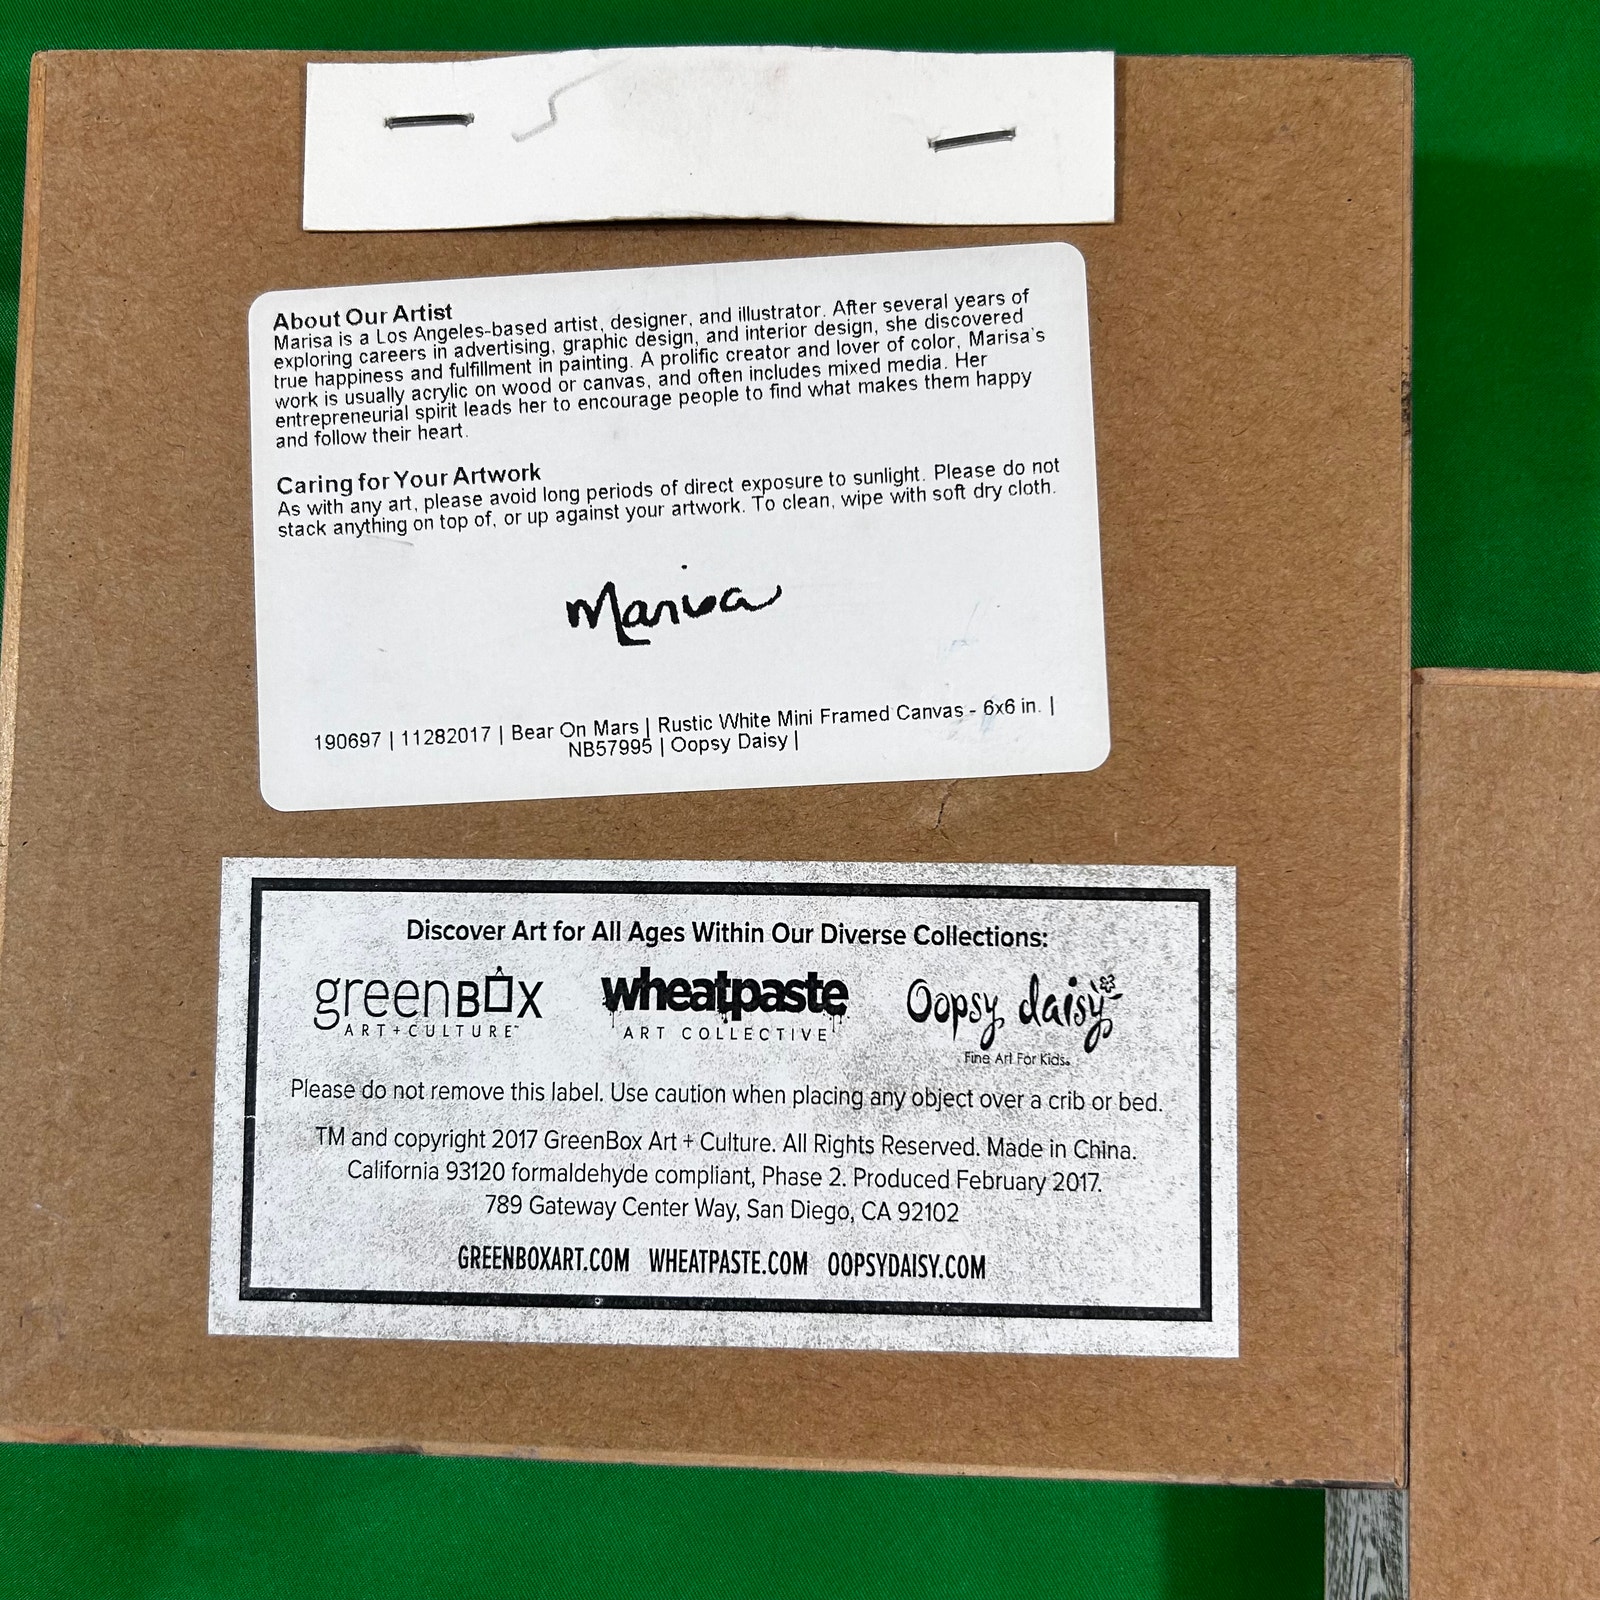 About Our Artist
Marisa is a Los Angeles-based artist, designer, and illustrator. After several years of
exploring careers in advertising, graphic design, and interior design, she discovered
true happiness and fulfillment in painting. A prolific creator and lover of color, Marisa's
work is usually acrylic on wood or canvas, and often includes mixed media. Her
entrepreneurial spirit leads her to encourage people to find what makes them happy
and follow their heart.
Caring for Your Artwork
As with any art, please avoid long periods of direct exposure to sunlight. Please do not
stack anything on top of, or up against your artwork. To clean, wipe with soft dry cloth.
Marisa
190697 | 11282017 | Bear On Mars | Rustic White Mini Framed Canvas - 6x6 in. |
NB57995 | Oopsy Daisy |
Discover Art for All Ages Within Our Diverse Collections:
greenBOX wheatpaste Oopsy daisy
ART+CULTURE™ ART COLLECTIVE Fine Art For Kids.
Please do not remove this label. Use caution when placing any object over a crib or bed.
TM and copyright 2017 GreenBox Art + Culture. All Rights Reserved. Made in China.
California 93120 formaldehyde compliant, Phase 2. Produced February 2017.
789 Gateway Center Way, San Diego, CA 92102
GREENBOXART.COM WHEATPASTE.COM OOPSYDAISY.COM